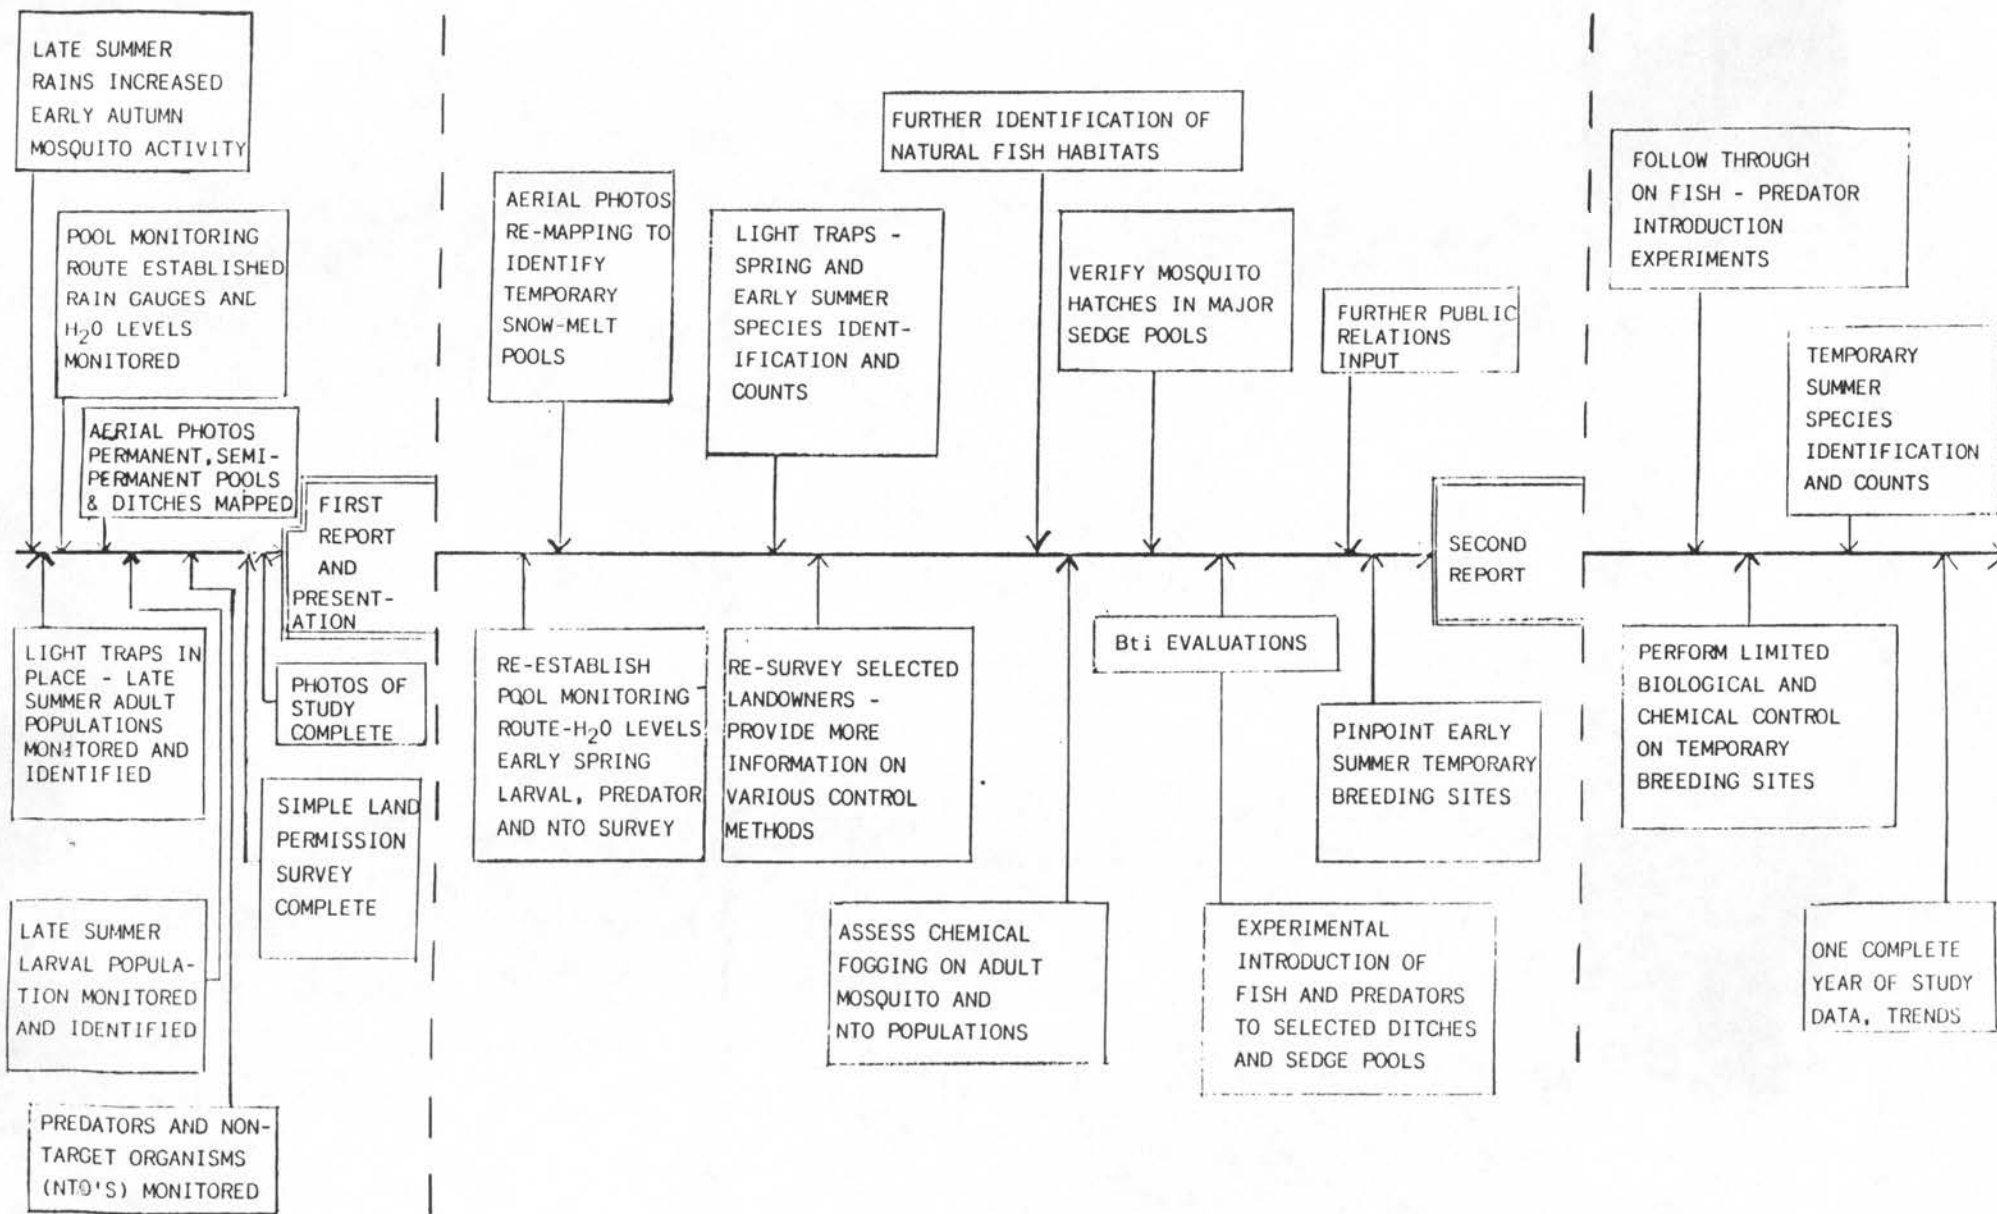 LATE SUMMER
RAINS INCREASED
EARLY AUTUMN
MOSQUITO ACTIVITY
POOL MONITORING
ROUTE ESTABLISHED
RAIN GAUGES AND
H₂O LEVELS
MONITORED
AERIAL PHOTOS
PERMANENT, SEMI-
PERMANENT POOLS
& DITCHES MAPPED
FIRST
REPORT
AND
PRESENT-
ATION
LIGHT TRAPS IN
PLACE - LATE
SUMMER ADULT
POPULATIONS
MONITORED AND
IDENTIFIED
PHOTOS OF
STUDY
COMPLETE
SIMPLE LAND
PERMISSION
SURVEY
COMPLETE
LATE SUMMER
LARVAL POPULA-
TION MONITORED
AND IDENTIFIED
PREDATORS AND NON-
TARGET ORGANISMS
(NTO'S) MONITORED
AERIAL PHOTOS
RE-MAPPING TO
IDENTIFY
TEMPORARY
SNOW-MELT
POOLS
LIGHT TRAPS -
SPRING AND
EARLY SUMMER
SPECIES IDENT-
IFICATION AND
COUNTS
FURTHER IDENTIFICATION OF
NATURAL FISH HABITATS
VERIFY MOSQUITO
HATCHES IN MAJOR
SEDGE POOLS
FURTHER PUBLIC
RELATIONS
INPUT
RE-ESTABLISH
POOL MONITORING
ROUTE-H₂O LEVELS
EARLY SPRING
LARVAL, PREDATOR
AND NTO SURVEY
RE-SURVEY SELECTED
LANDOWNERS -
PROVIDE MORE
INFORMATION ON
VARIOUS CONTROL
METHODS
ASSESS CHEMICAL
FOGGING ON ADULT
MOSQUITO AND
NTO POPULATIONS
Bti EVALUATIONS
EXPERIMENTAL
INTRODUCTION OF
FISH AND PREDATORS
TO SELECTED DITCHES
AND SEDGE POOLS
PINPOINT EARLY
SUMMER TEMPORARY
BREEDING SITES
SECOND
REPORT
FOLLOW THROUGH
ON FISH - PREDATOR
INTRODUCTION
EXPERIMENTS
TEMPORARY
SUMMER
SPECIES
IDENTIFICATION
AND COUNTS
PERFORM LIMITED
BIOLOGICAL AND
CHEMICAL CONTROL
ON TEMPORARY
BREEDING SITES
ONE COMPLETE
YEAR OF STUDY
DATA, TRENDS